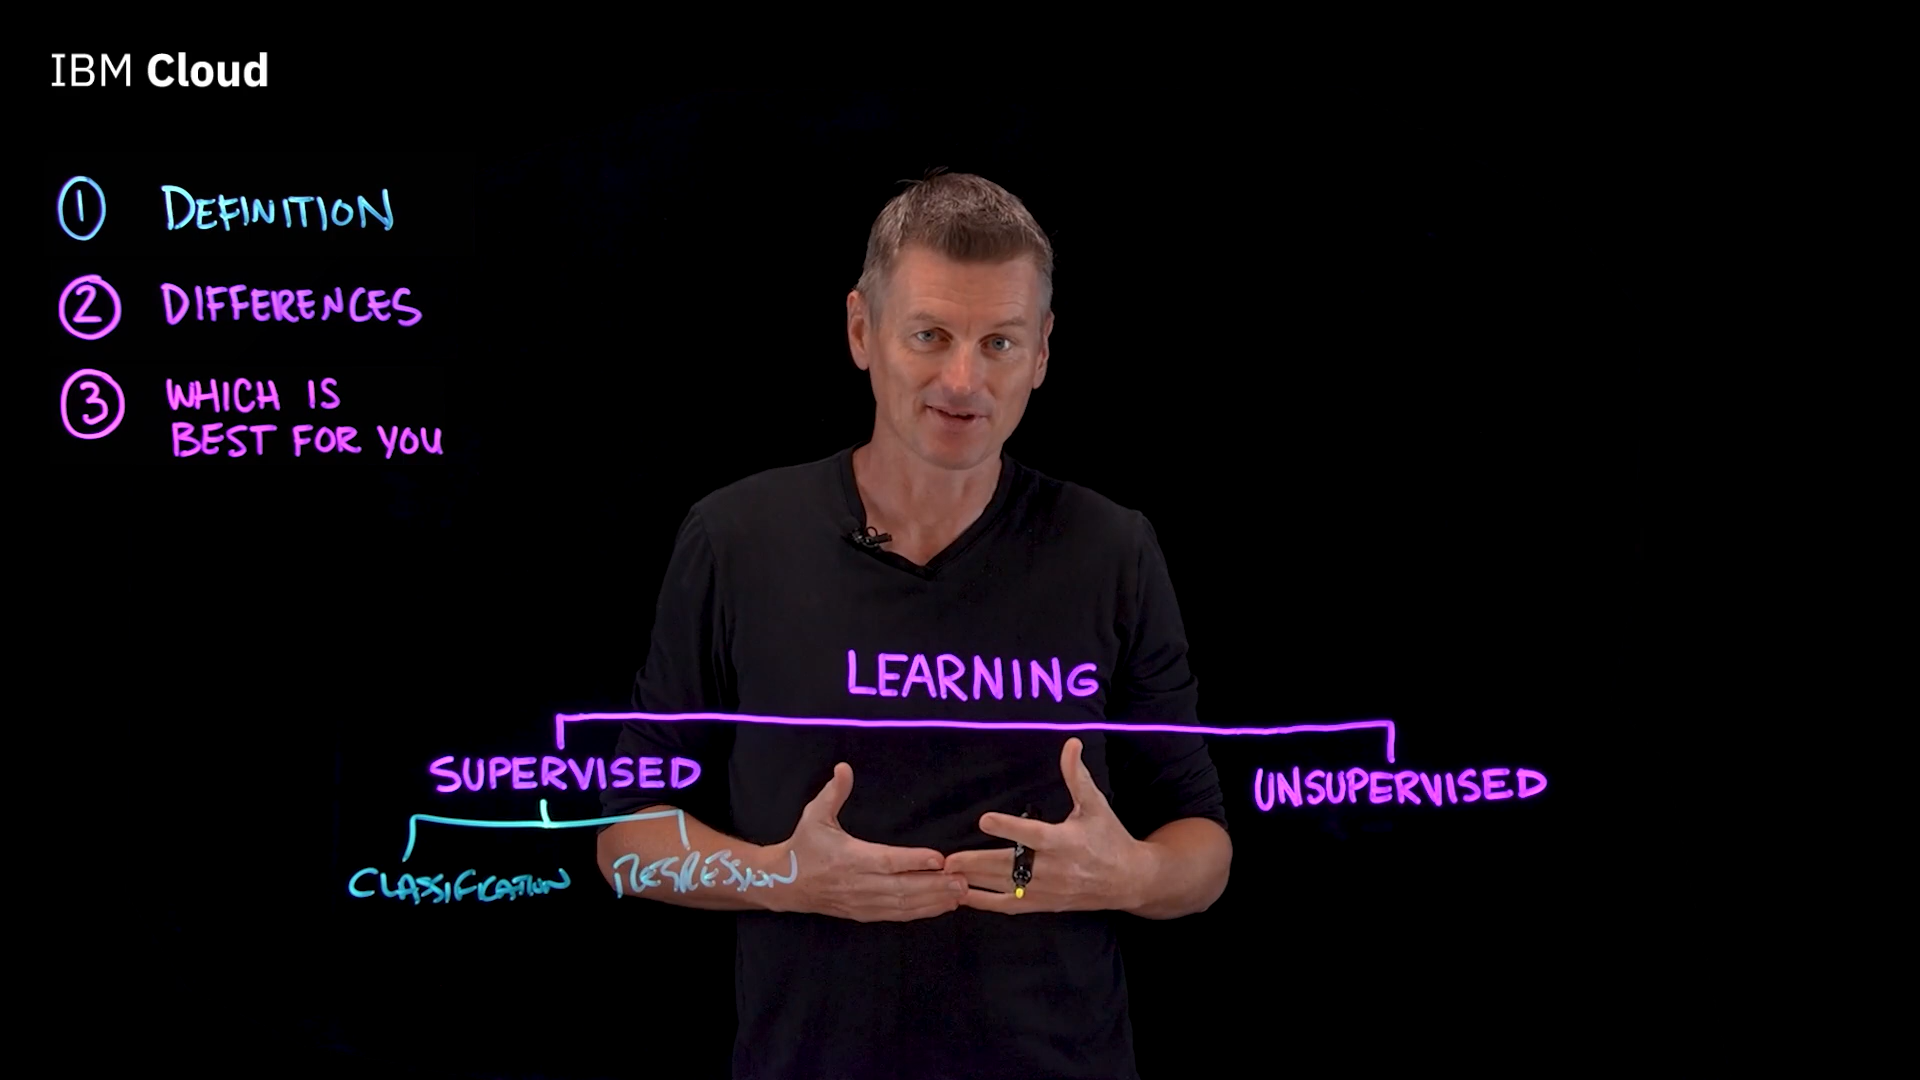 IBM Cloud
1 DEFINITION
2 DIFFERENCES
3 WHICH IS
BEST FOR YOU
LEARNING
SUPERVISED
UNSUPERVISED
CLASSIFICATION REGRESSION